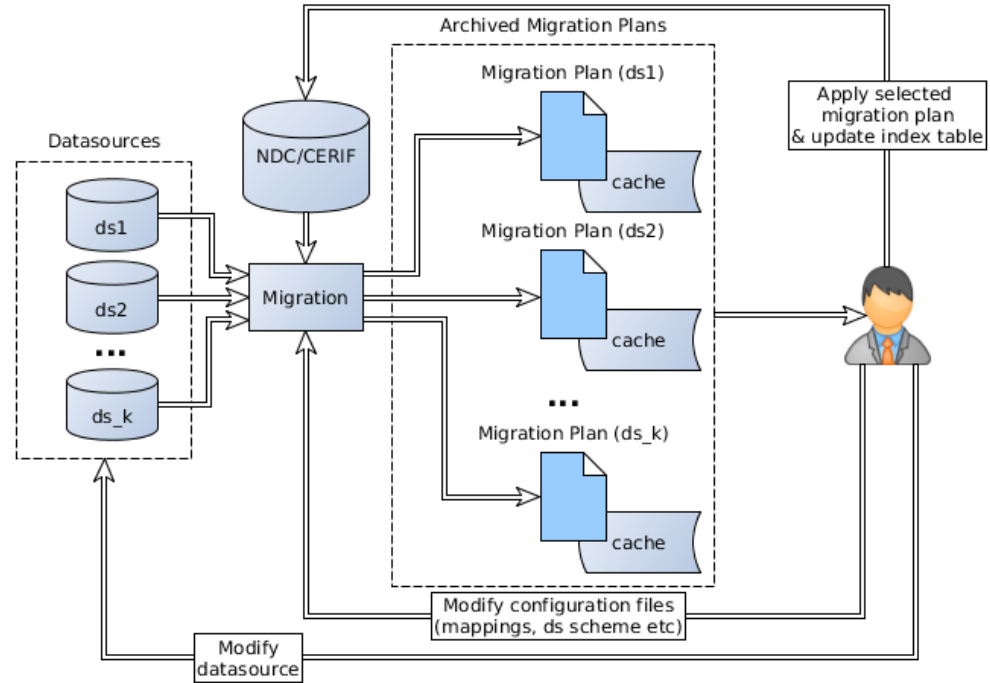 Archived Migration Plans
Migration Plan (ds1)
cache
Migration Plan (ds2)
cache
...
Migration Plan (ds_k)
cache
Datasources
ds1
ds2
...
ds_k
NDC/CERIF
Migration
Apply selected
migration plan
& update index table
Modify configuration files
(mappings, ds scheme etc)
Modify
datasource